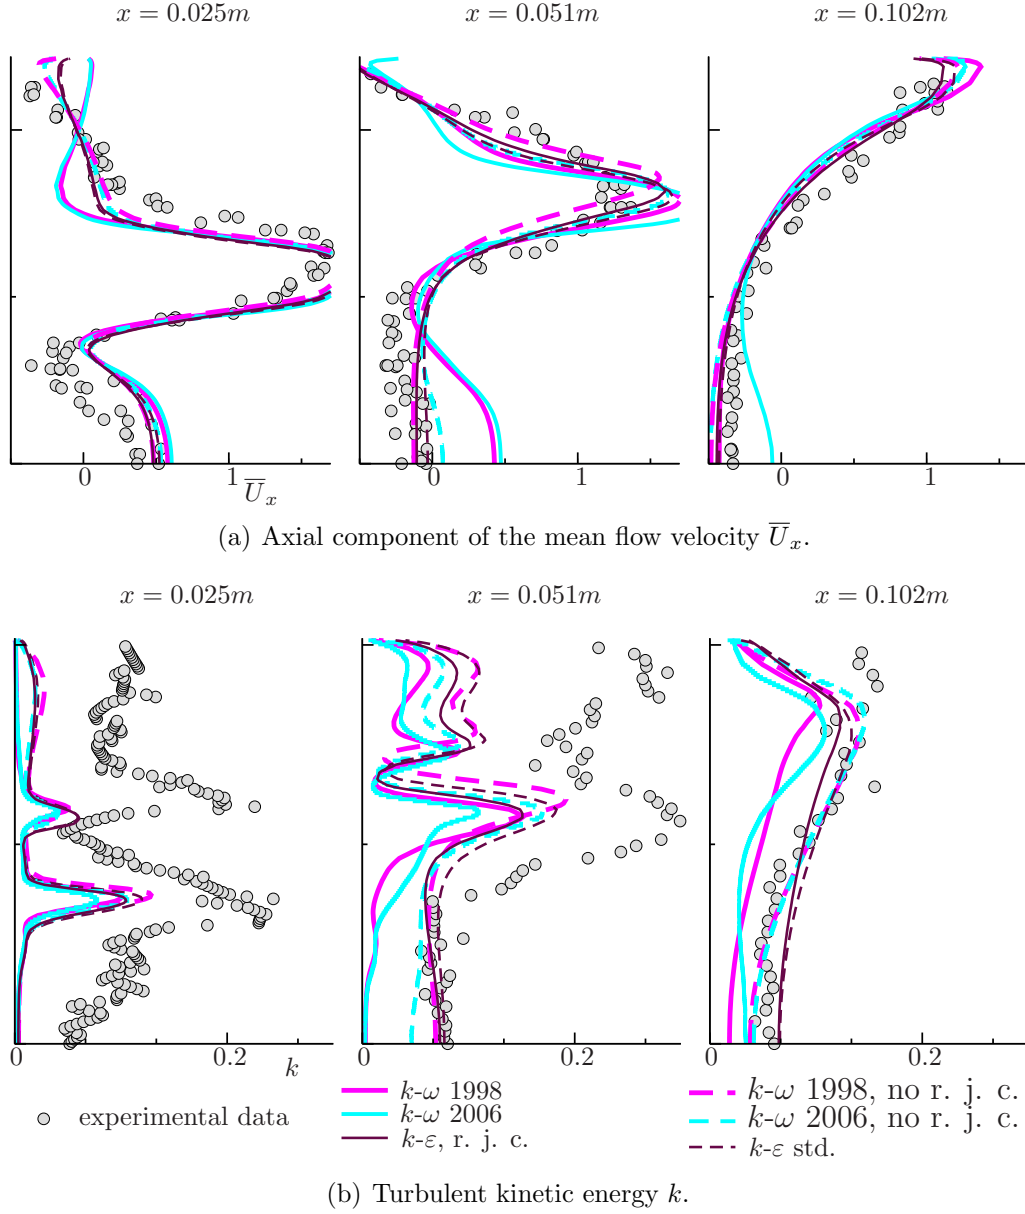 x = 0.025m x = 0.051m x = 0.102m
0 1 0 1 0 1
U̅x
(a) Axial component of the mean flow velocity U̅x.
x = 0.025m x = 0.051m x = 0.102m
0 0.2 0 0.2 0 0.2
k
experimental data
k-ω 1998
k-ω 2006
k-ε, r. j. c.
k-ω 1998, no r. j. c.
k-ω 2006, no r. j. c.
k-ε std.
(b) Turbulent kinetic energy k.